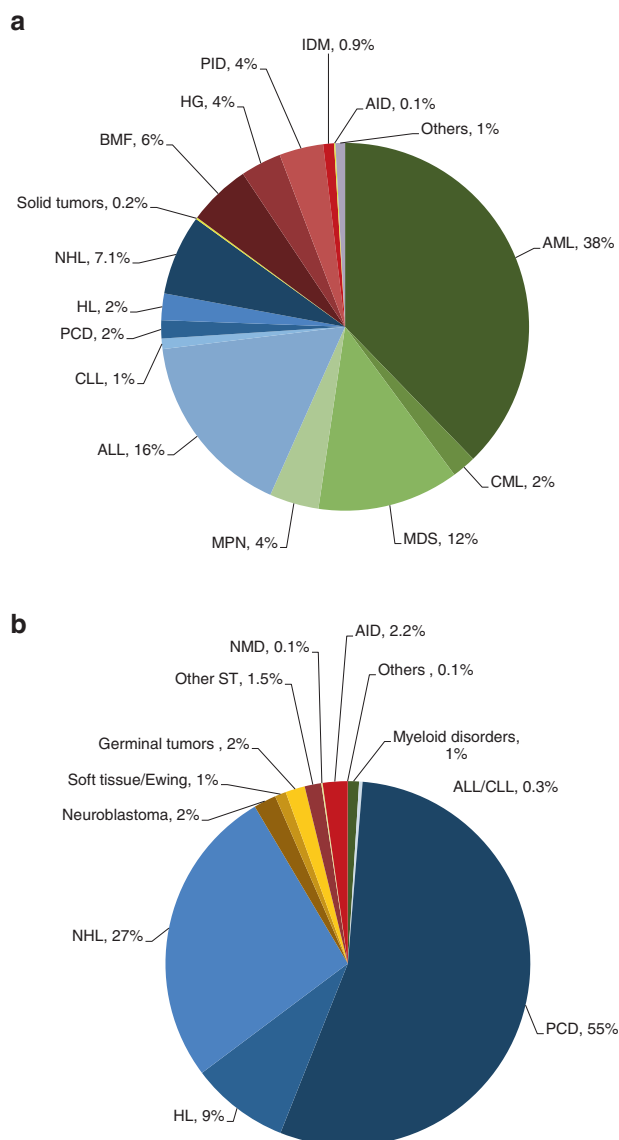 a
IDM, 0.9%
PID, 4%
HG, 4%
AID, 0.1%
Others, 1%
BMF, 6%
Solid tumors, 0.2%
AML, 38%
NHL, 7.1%
HL, 2%
PCD, 2%
CLL, 1%
ALL, 16%
CML, 2%
MPN, 4%
MDS, 12%
b
AID, 2.2%
NMD, 0.1%
Others , 0.1%
Other ST, 1.5%
Myeloid disorders,
1%
Germinal tumors , 2%
Soft tissue/Ewing, 1%
ALL/CLL, 0.3%
Neuroblastoma, 2%
NHL, 27%
PCD, 55%
HL, 9%